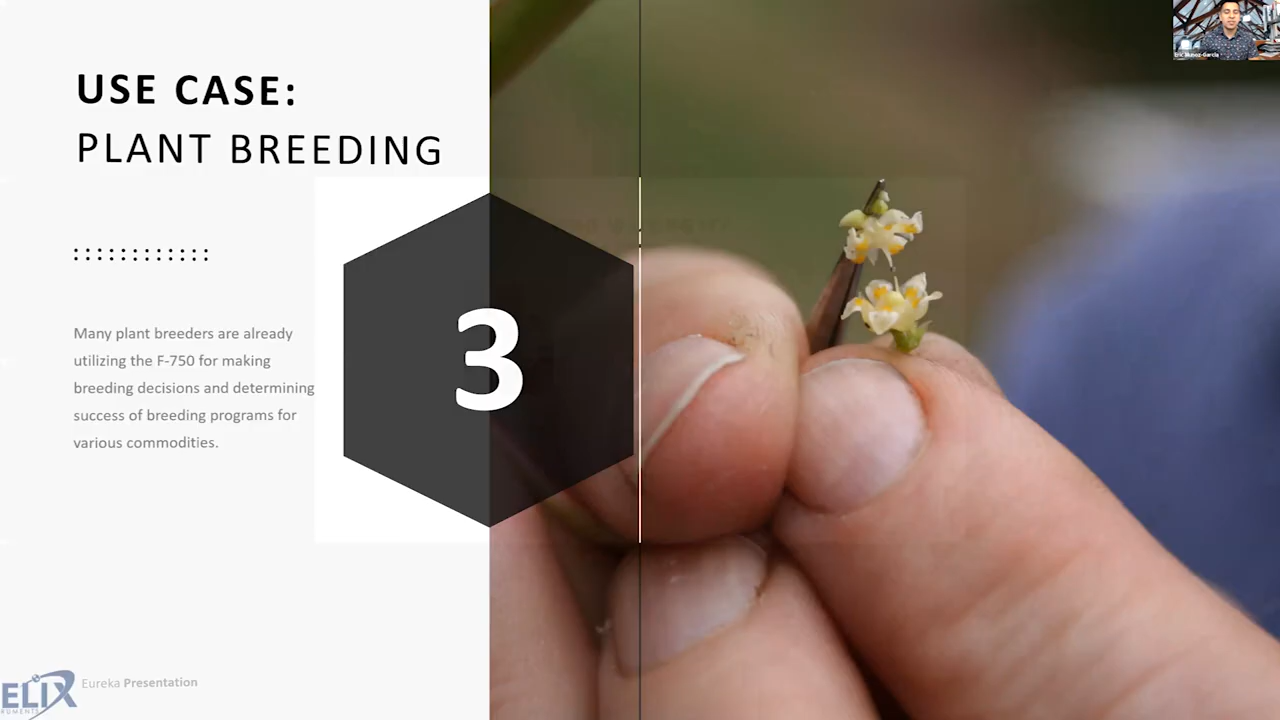 USE CASE:
PLANT BREEDING
Many plant breeders are already
utilizing the F-750 for making
breeding decisions and determining
success of breeding programs for
various commodities.
3
ELIX
Eureka Presentation